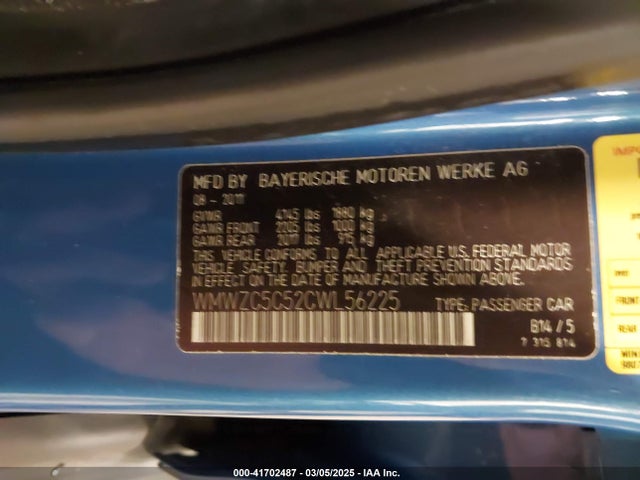 MFD BY BAYERISCHE MOTOREN WERKE AG
08 - 2011
GVWR 4145 lbs 1880 kg
GAWR FRONT 2205 lbs 1000 kg
GAWR REAR 2017 lbs 915 kg
THIS VEHICLE CONFORMS TO ALL APPLICABLE U.S. FEDERAL MOTOR
VEHICLE SAFETY, BUMPER AND THEFT PREVENTION STANDARDS
IN EFFECT ON THE DATE OF MANUFACTURE SHOWN ABOVE.
WMWZC5C52CWL56225 TYPE: PASSENGER CAR
B14 / 5
7 315 814
000-41702487 - 03/05/2025 - IAA Inc.